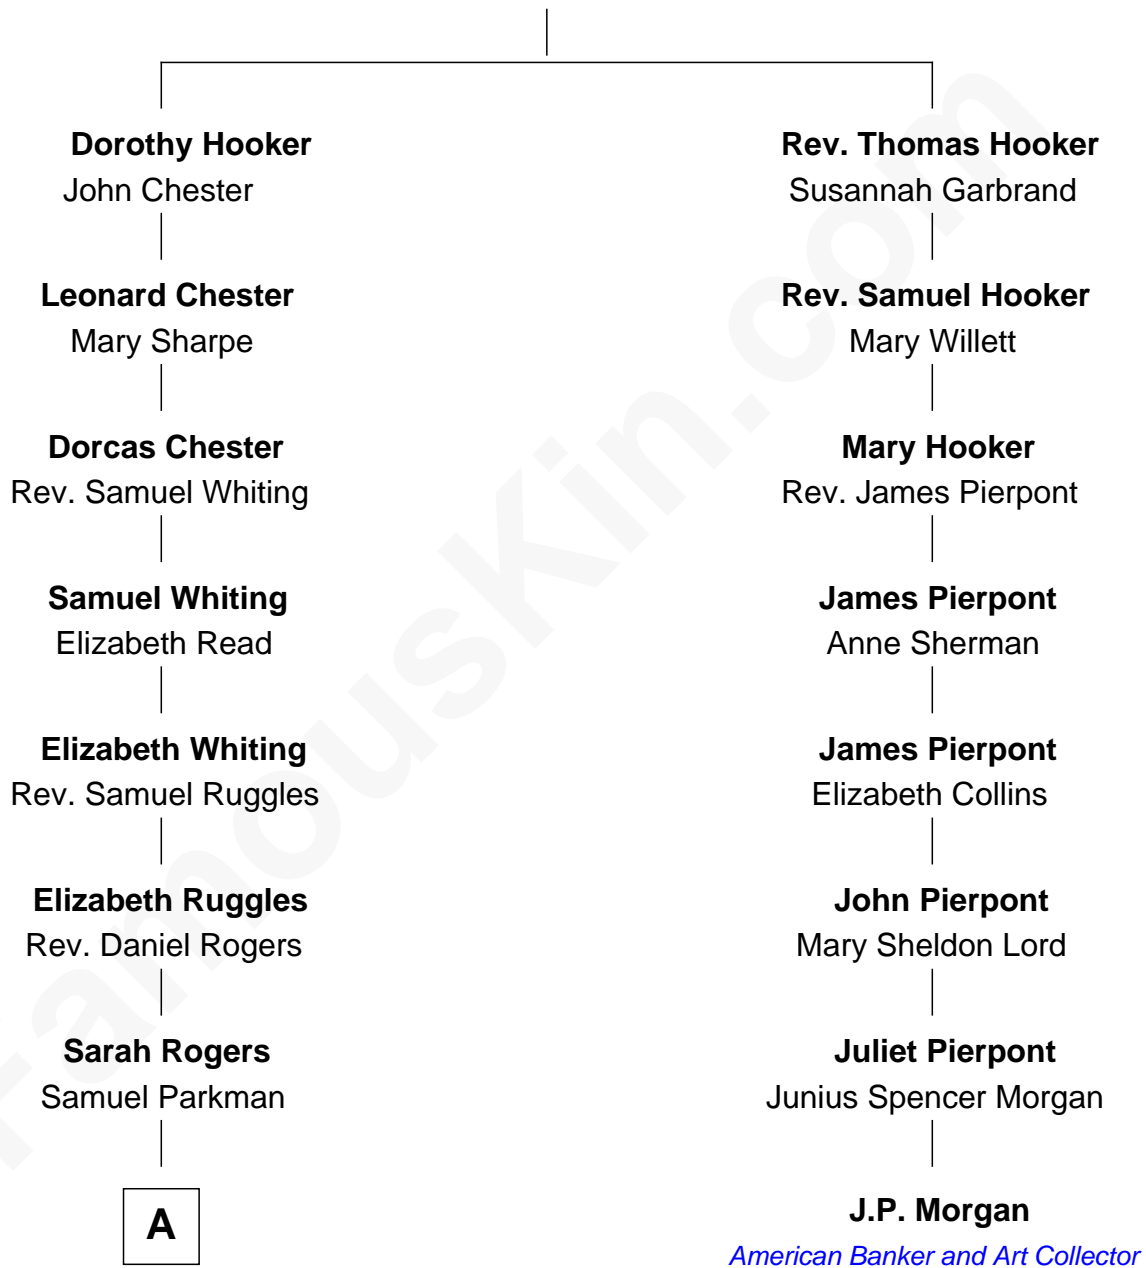 Dorothy Hooker
John Chester
Leonard Chester
Mary Sharpe
Dorcas Chester
Rev. Samuel Whiting
Samuel Whiting
Elizabeth Read
Elizabeth Whiting
Rev. Samuel Ruggles
Elizabeth Ruggles
Rev. Daniel Rogers
Sarah Rogers
Samuel Parkman
A
Rev. Thomas Hooker
Susannah Garbrand
Rev. Samuel Hooker
Mary Willett
Mary Hooker
Rev. James Pierpont
James Pierpont
Anne Sherman
James Pierpont
Elizabeth Collins
John Pierpont
Mary Sheldon Lord
Juliet Pierpont
Junius Spencer Morgan
J.P. Morgan
American Banker and Art Collector
FamousKin.com